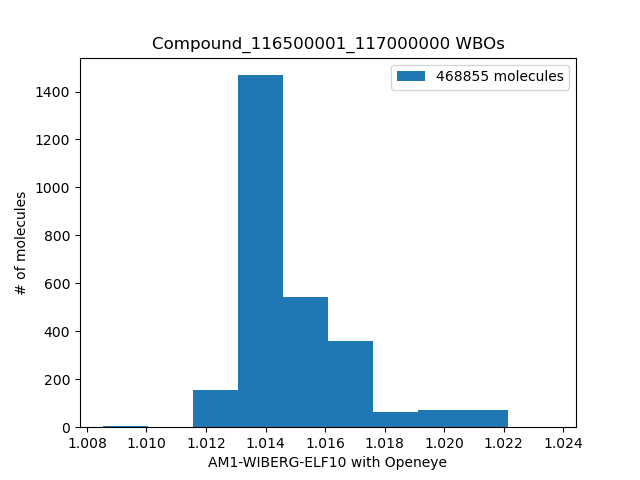 Compound_116500001_117000000 WBOs
468855 molecules
1400
1200
1000
800
600
400
200
0
# of molecules
1.008 1.010 1.012 1.014 1.016 1.018 1.020 1.022 1.024
AM1-WIBERG-ELF10 with Openeye